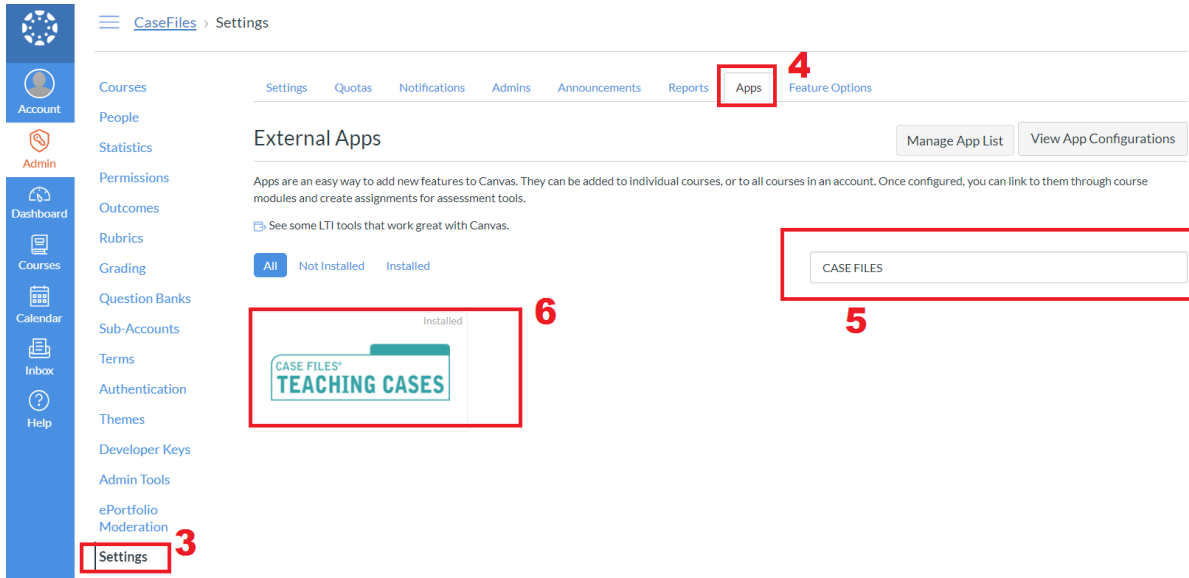 CaseFiles > Settings
Account
Admin
Dashboard
Courses
Calendar
Inbox
Help
Courses
People
Statistics
Permissions
Outcomes
Rubrics
Grading
Question Banks
Sub-Accounts
Terms
Authentication
Themes
Developer Keys
Admin Tools
ePortfolio
Moderation
Settings
3
Settings Quotas Notifications Admins Announcements Reports Apps Feature Options
4
External Apps
Manage App List View App Configurations
Apps are an easy way to add new features to Canvas. They can be added to individual courses, or to all courses in an account. Once configured, you can link to them through course
modules and create assignments for assessment tools.
See some LTI tools that work great with Canvas.
All Not Installed Installed
CASE FILES
5
6
Installed
CASE FILES®
TEACHING CASES